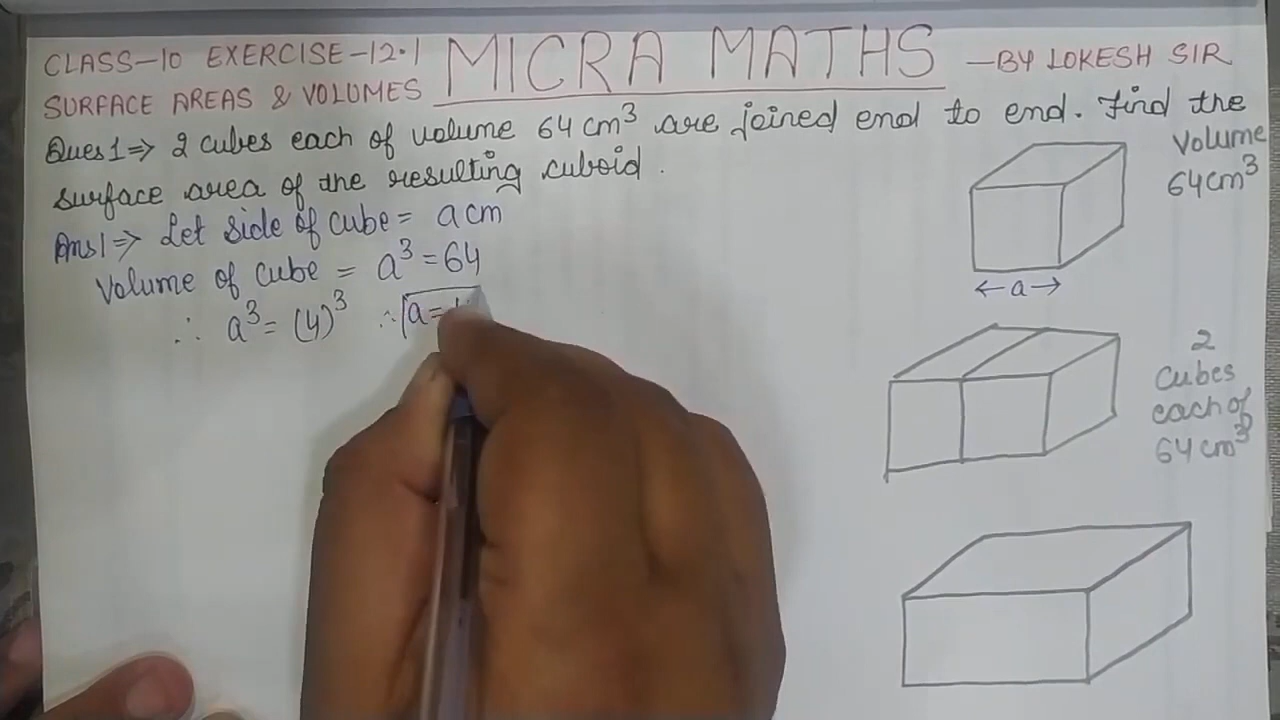 CLASS-10 EXERCISE-12.1 MICRA MATHS -BY LOKESH SIR
SURFACE AREAS & VOLUMES
Ques 1⇒ 2 cubes each of volume 64 cm³ are joined end to end. Find the
surface area of the resulting cuboid.
Ans1⇒ Let side of cube = a cm
Volume of cube = a³ = 64
∴ a³ = (4)³ ∴ a =
Volume
64cm³
← a →
2
Cubes
each of
64 cm³